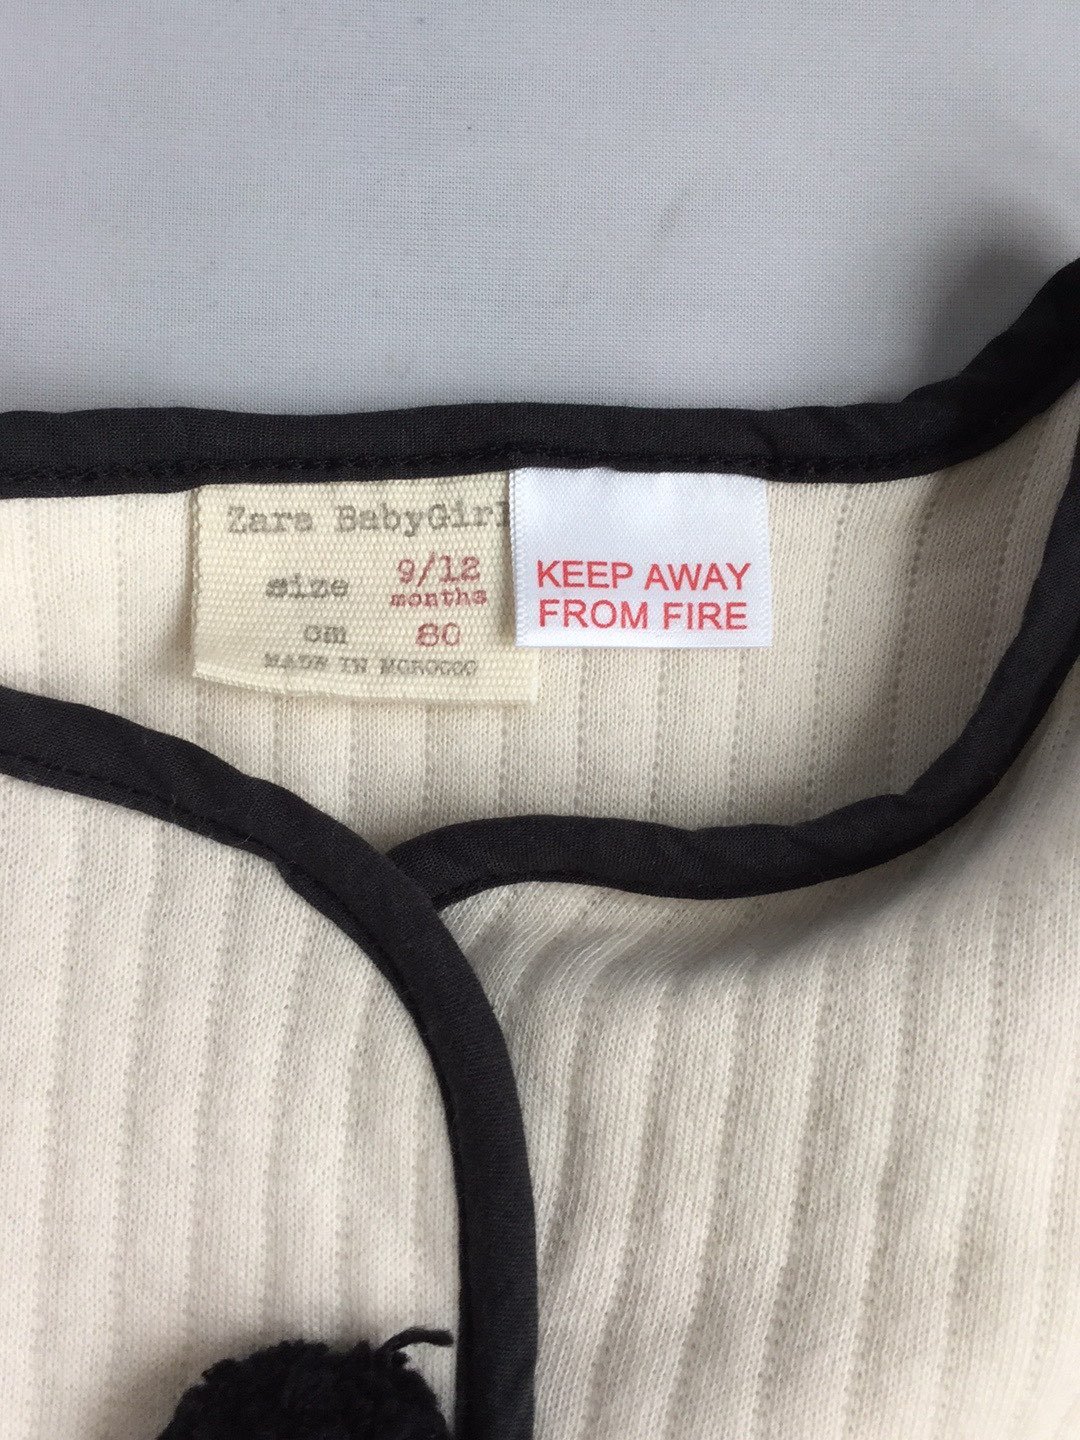 Zara BabyGirl
size 9/12
months
cm 80
MADE IN MOROCCO
KEEP AWAY
FROM FIRE